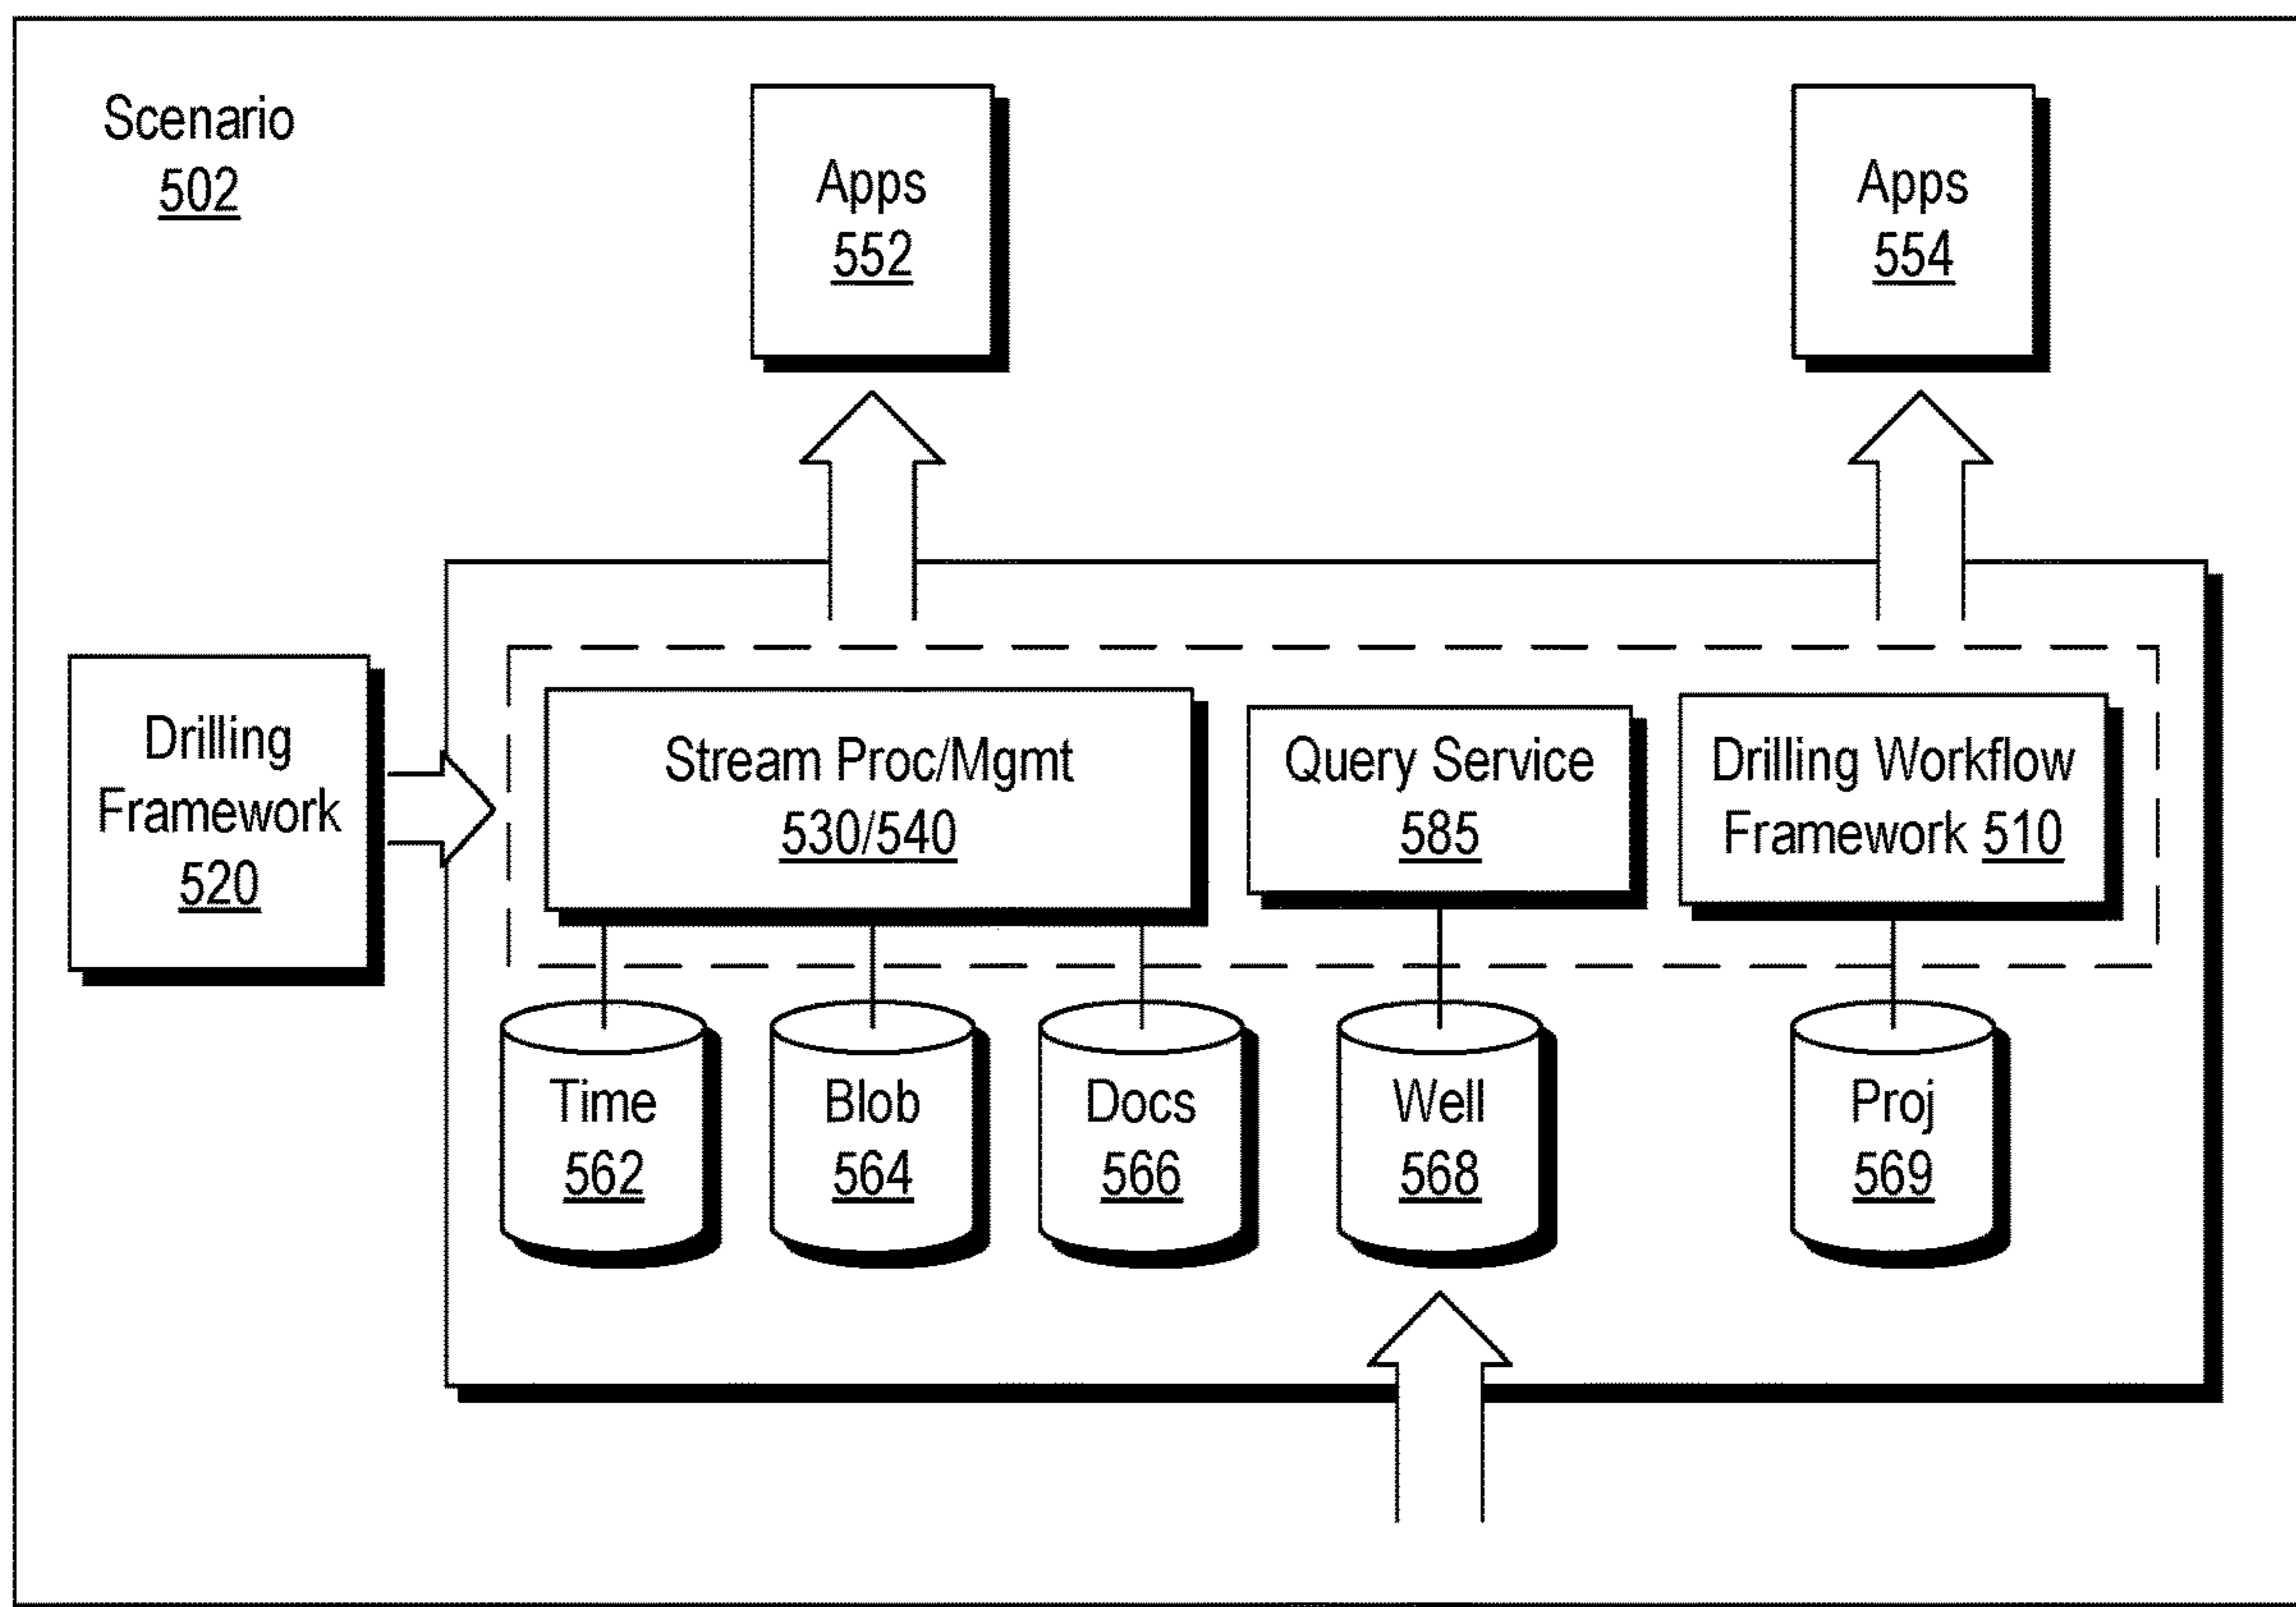 Scenario
502
Apps
552
Apps
554
Drilling
Framework
520
Stream Proc/Mgmt
530/540
Query Service
585
Drilling Workflow
Framework 510
Time
562
Blob
564
Docs
566
Well
568
Proj
569